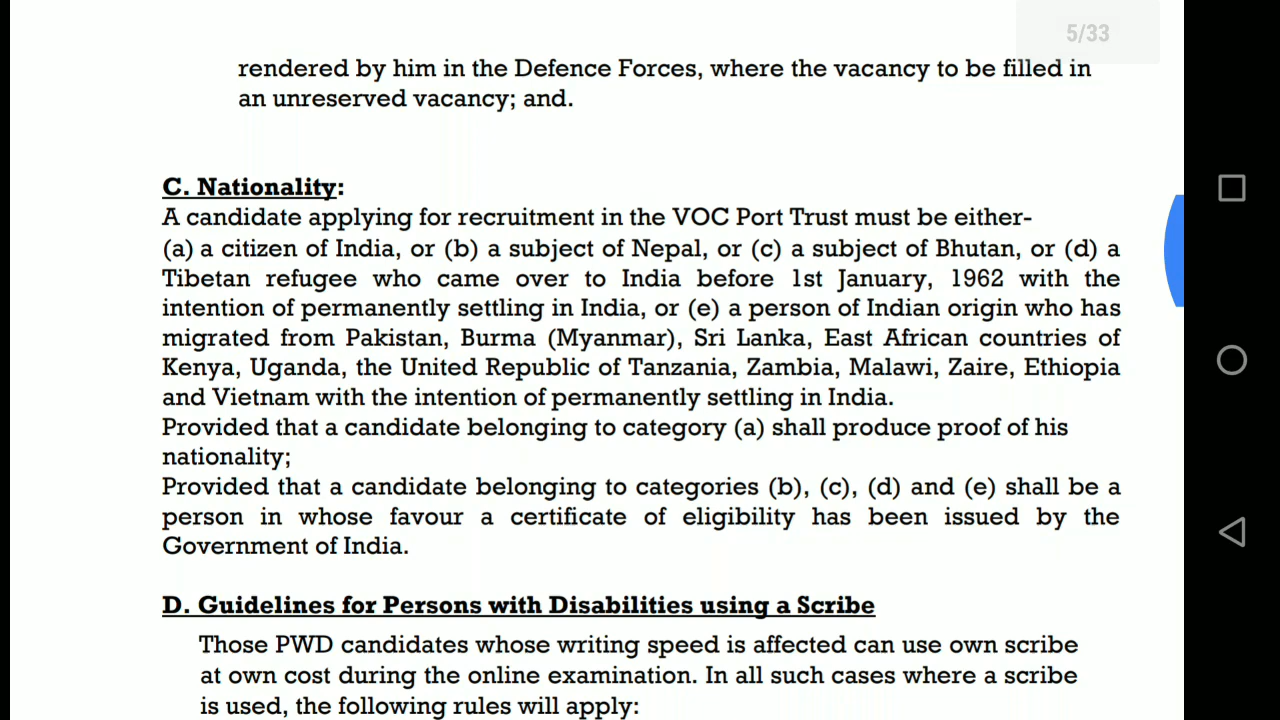 5/33
rendered by him in the Defence Forces, where the vacancy to be filled in
an unreserved vacancy; and.
C. Nationality:
A candidate applying for recruitment in the VOC Port Trust must be either-
(a) a citizen of India, or (b) a subject of Nepal, or (c) a subject of Bhutan, or (d) a
Tibetan refugee who came over to India before 1st January, 1962 with the
intention of permanently settling in India, or (e) a person of Indian origin who has
migrated from Pakistan, Burma (Myanmar), Sri Lanka, East African countries of
Kenya, Uganda, the United Republic of Tanzania, Zambia, Malawi, Zaire, Ethiopia
and Vietnam with the intention of permanently settling in India.
Provided that a candidate belonging to category (a) shall produce proof of his
nationality;
Provided that a candidate belonging to categories (b), (c), (d) and (e) shall be a
person in whose favour a certificate of eligibility has been issued by the
Government of India.
D. Guidelines for Persons with Disabilities using a Scribe
Those PWD candidates whose writing speed is affected can use own scribe
at own cost during the online examination. In all such cases where a scribe
is used, the following rules will apply: